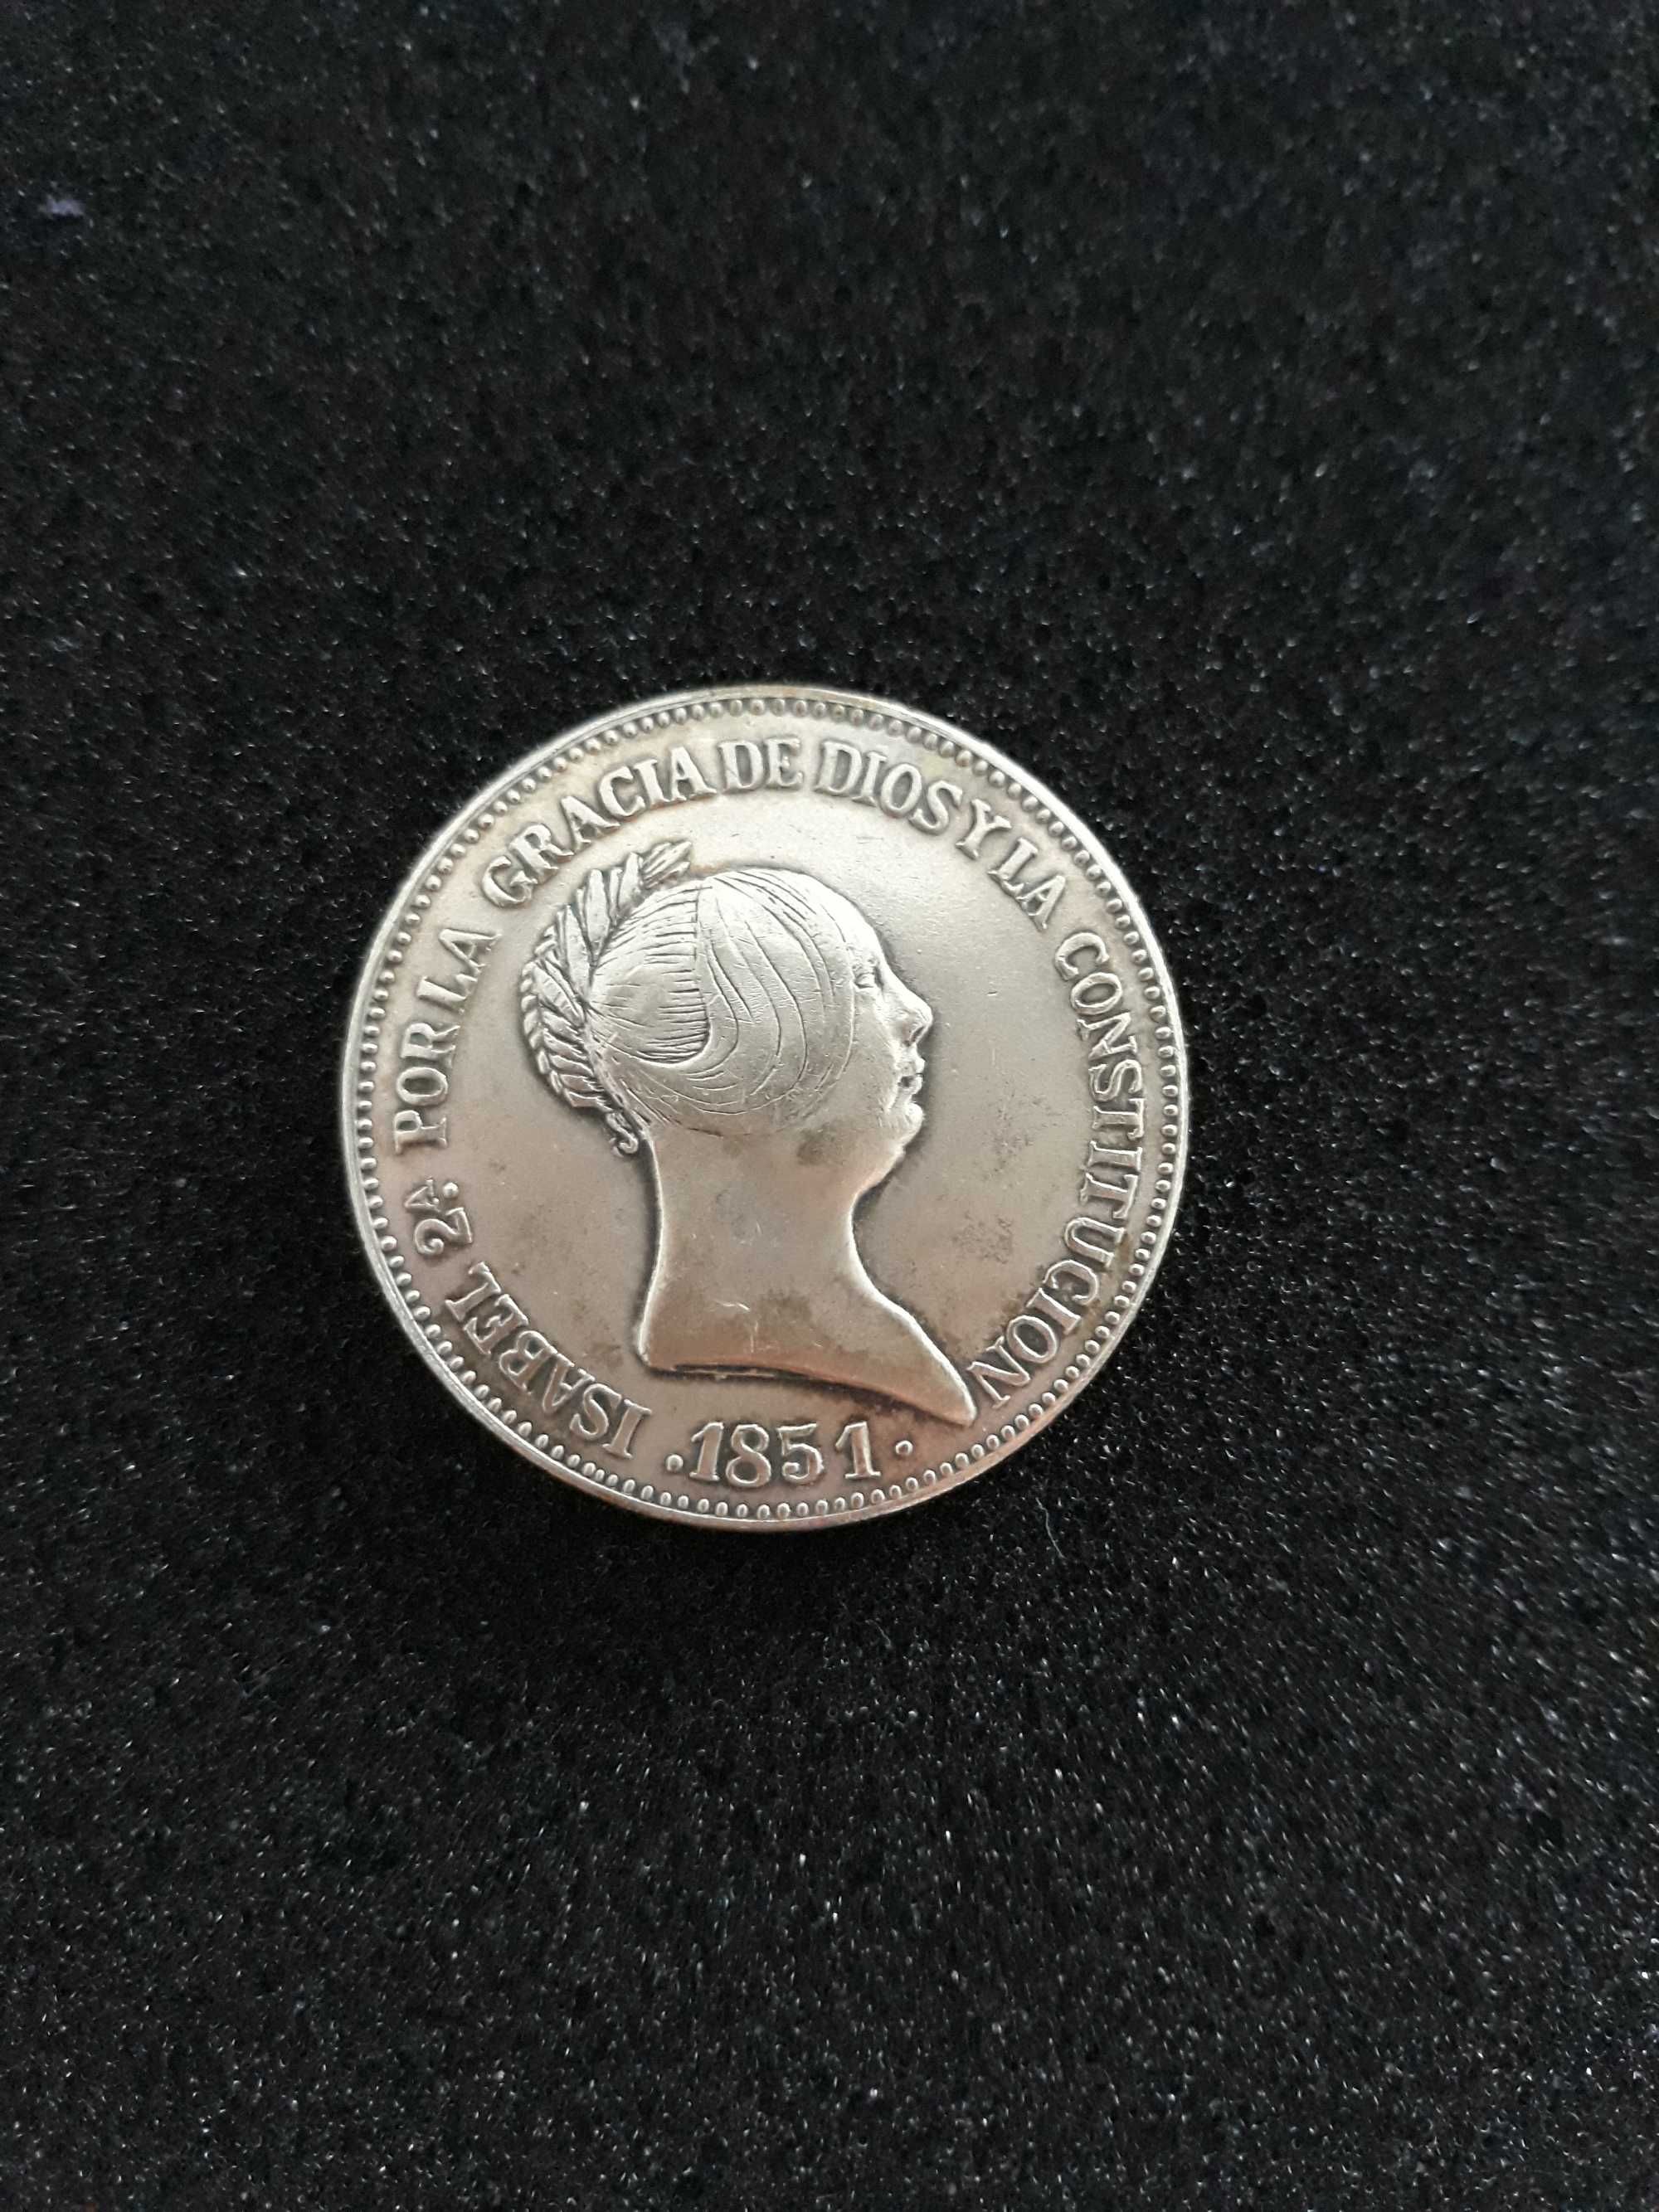 ISABEL 2ª. POR LA GRACIA DE DIOS Y LA CONSTITUCION
.1851.